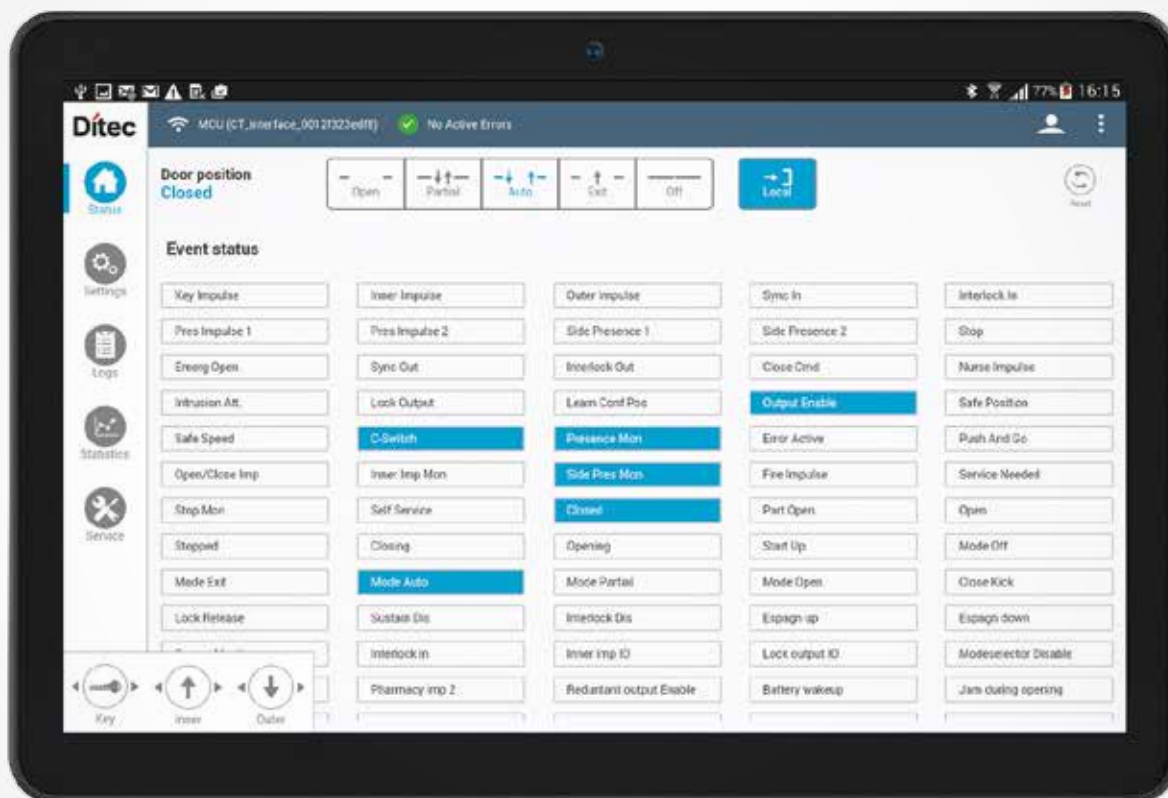 77% 16:15
Ditec MCU (CT_interface_0012f323edf8) No Active Errors
Door position
Closed
Open Partial Auto Exit Off Local Reset
Status
Event status
Settings
Key Impulse Inner Impulse Outer Impulse Sync In Interlock In
Pres Impulse 1 Pres Impulse 2 Side Presence 1 Side Presence 2 Stop
Logs
Emerg Open Sync Out Interlock Out Close Cmd Nurse Impulse
Intrusion Att. Lock Output Learn Conf Pos Output Enable Safe Position
Statistics
Safe Speed C-Switch Presence Mon Error Active Push And Go
Open/Close Imp Inner Imp Mon Side Pres Mon Fire Impulse Service Needed
Stop Mon Self Service Closed Part Open Open
Service
Stopped Closing Opening Start Up Mode Off
Mode Exit Mode Auto Mode Partial Mode Open Close Kick
Lock Release Sustain Dis Interlock Dis Espagn up Espagn down
Interlock in Inner imp IO Lock output IO Modeselector Disable
Pharmacy imp 2 Redantant output Enable Battery wakeup Jam during opening
Key Inner Outer